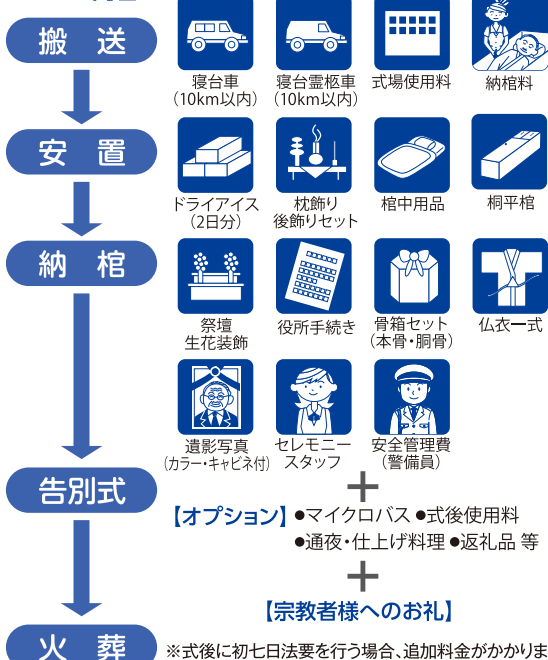 搬 送
寝台車
（10km以内）
寝台霊柩車
（10km以内）
式場使用料
納棺料
安 置
ドライアイス
（2日分）
枕飾り
後飾りセット
棺中用品
桐平棺
納 棺
祭壇
生花装飾
役所手続き
骨箱セット
（本骨・胴骨）
仏衣一式
遺影写真
（カラー・キャビネ付）
セレモニー
スタッフ
安全管理費
（警備員）
告別式
＋
【オプション】●マイクロバス ●式後使用料
●通夜・仕上げ料理 ●返礼品 等
＋
【宗教者様へのお礼】
火 葬
※式後に初七日法要を行う場合、追加料金がかかりま